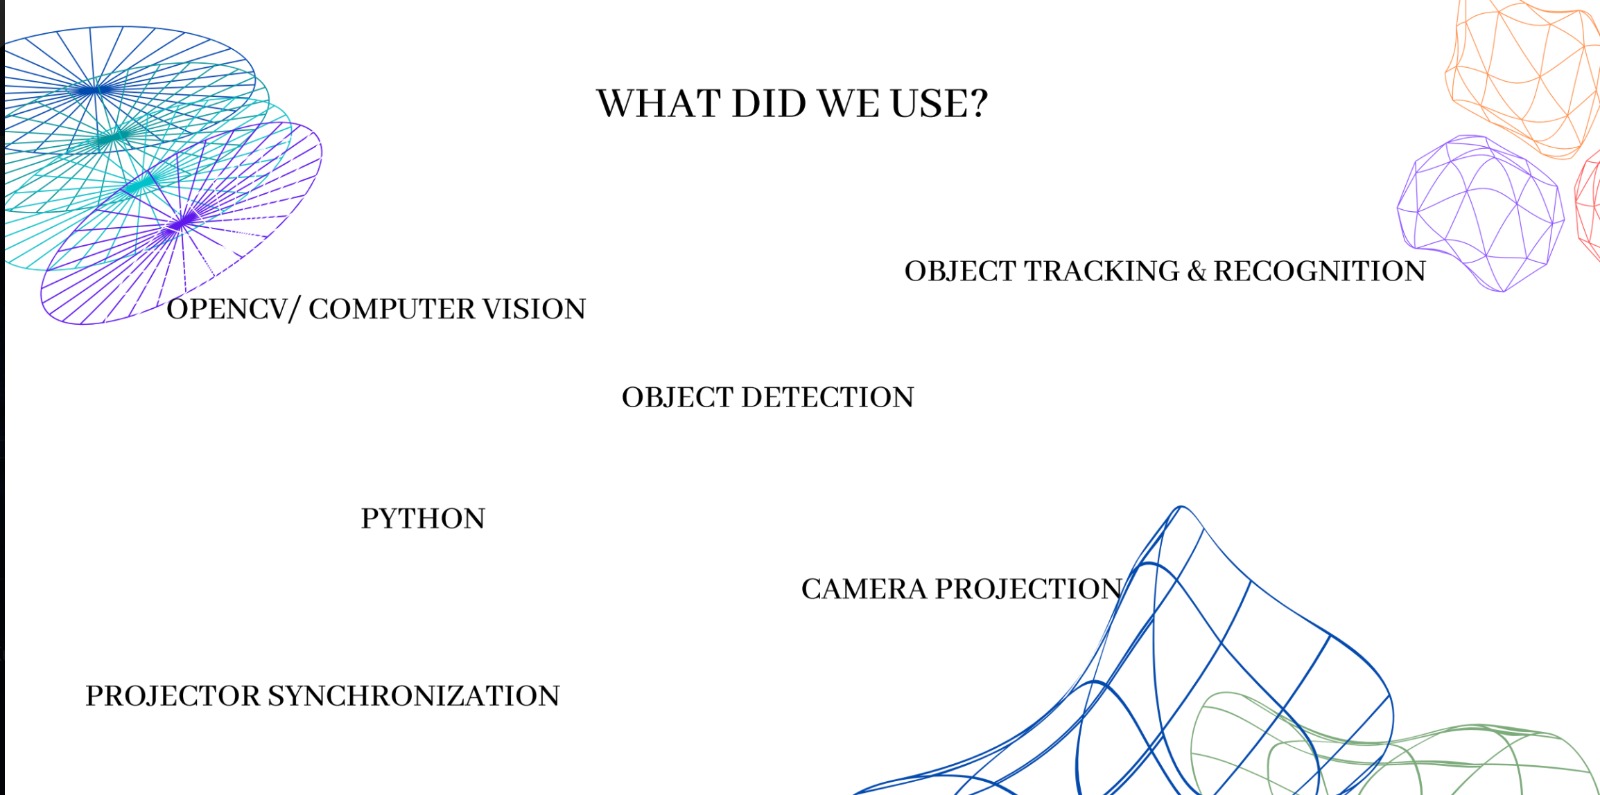 WHAT DID WE USE?
OBJECT TRACKING & RECOGNITION
OPENCV/ COMPUTER VISION
OBJECT DETECTION
PYTHON
CAMERA PROJECTION
PROJECTOR SYNCHRONIZATION